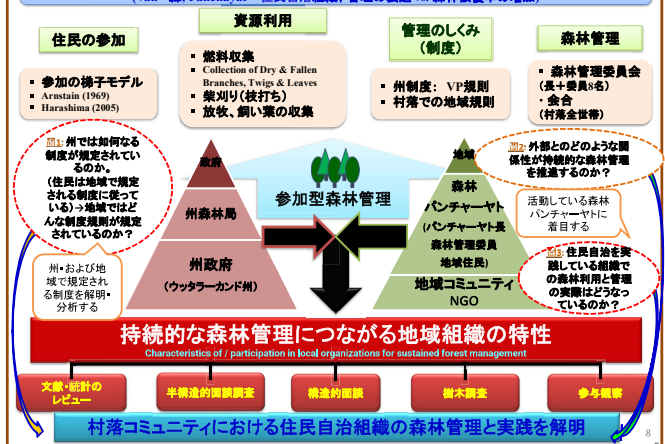 住民の参加
資源利用
管理のしくみ
(制度)
森林管理
▪ 参加の梯子モデル
Arnstain (1969)
▪ Harashima (2005)
▪ 燃料収集
▪ Collection of Dry & Fallen
Branches, Twigs & Leaves
▪ 柴刈り(枝打ち)
▪ 放牧、飼い葉の収集
▪ 州制度: VP規則
▪ 村落での地域規則
▪ 森林管理委員会
(長+委員8名)
・会合
(村落全世帯)
問1: 州では如何なる
制度が規定されてい
るのか。
(住民は地域で規定
される制度に従って
いる)→地域ではど
んな制度規則が規定
されているのか?
州・および地
域で規定され
る制度を解明・
分析する
政府
州森林局
州政府
(ウッタラーカンド州)
参加型森林管理
地域
森林
パンチャーヤト
(パンチャーヤト長
森林管理委員
地域住民)
地域コミュニティ
NGO
問2: 外部とのどのような関
係性が持続的な森林管理
を推進するのか?
活動している森林
パンチャーヤトに
着目する
問3: 住民自治を実
践している組織で
の森林利用と管理
の実際はどうなっ
ているのか?
持続的な森林管理につながる地域組織の特性
Characteristics of / participation in local organizations for sustained forest management
文献・統計の
レビュー
半構造的面談調査
構造的面談
樹木調査
参与観察
村落コミュニティにおける住民自治組織の森林管理と実践を解明
8